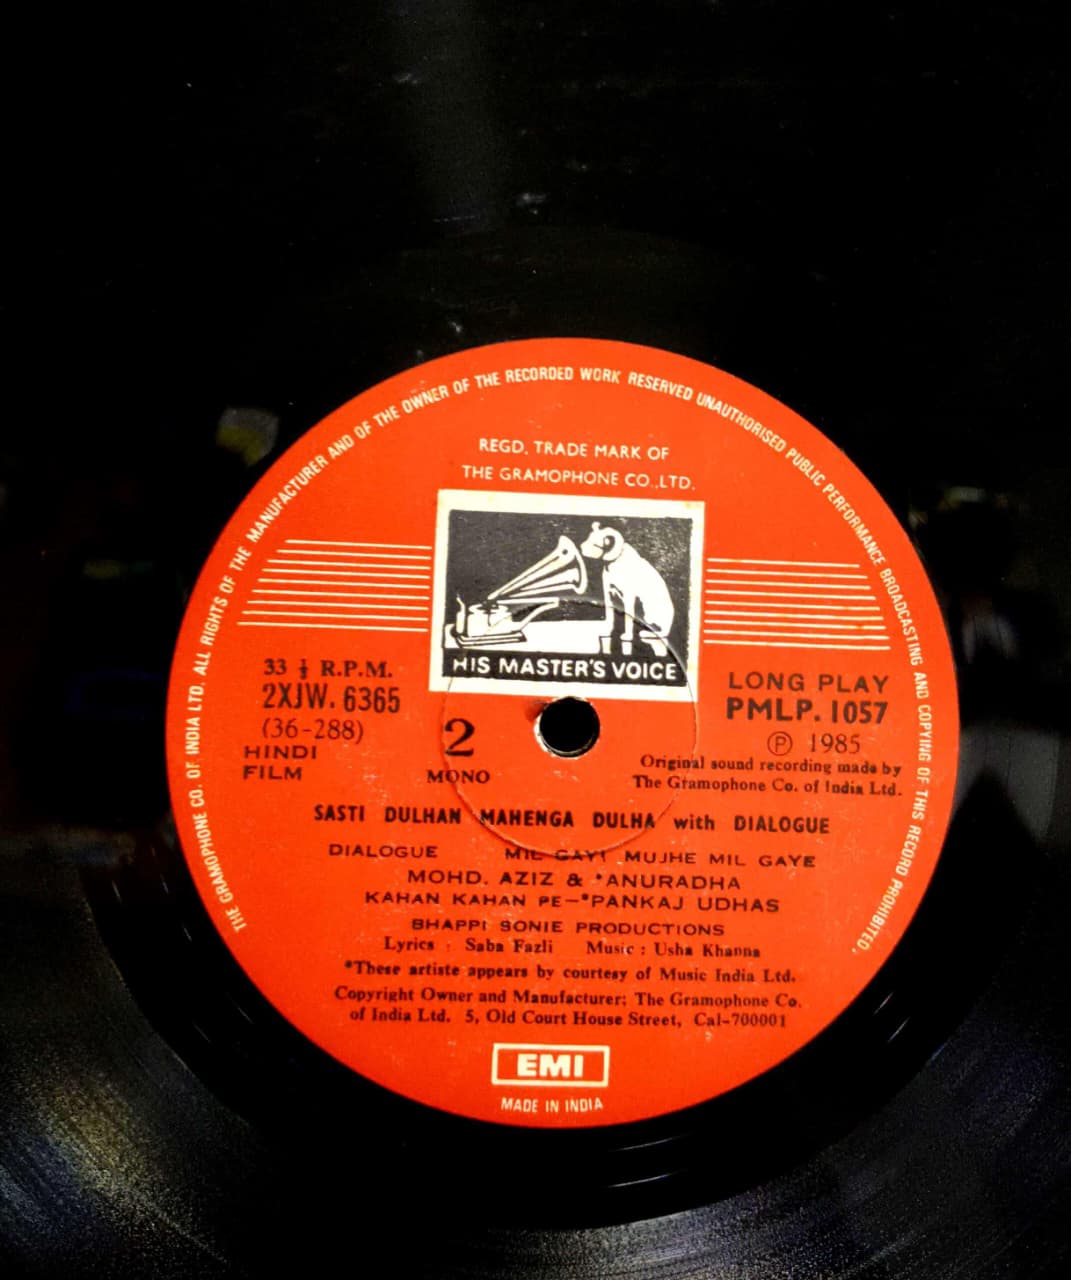 THE GRAMOPHONE CO. OF INDIA LTD. ALL RIGHTS OF THE MANUFACTURER AND OF THE OWNER OF THE RECORDED WORK RESERVED UNAUTHORISED PUBLIC PERFORMANCE BROADCASTING AND COPYING OF THIS RECORD PROHIBITED.
REGD. TRADE MARK OF
THE GRAMOPHONE CO.,LTD.
HIS MASTER'S VOICE
33 ⅓ R.P.M.
2XJW. 6365
(36-288)
HINDI
FILM
2
MONO
LONG PLAY
PMLP. 1057
Ⓟ 1985
Original sound recording made by
The Gramophone Co. of India Ltd.
SASTI DULHAN MAHENGA DULHA with DIALOGUE
DIALOGUE MIL GAYI MUJHE MIL GAYE
MOHD. AZIZ & *ANURADHA
KAHAN KAHAN PE–*PANKAJ UDHAS
BHAPPI SONIE PRODUCTIONS
Lyrics : Saba Fazli Music : Usha Khanna
*These artiste appears by courtesy of Music India Ltd.
Copyright Owner and Manufacturer: The Gramophone Co.
of India Ltd. 5, Old Court House Street, Cal-700001
EMI
MADE IN INDIA